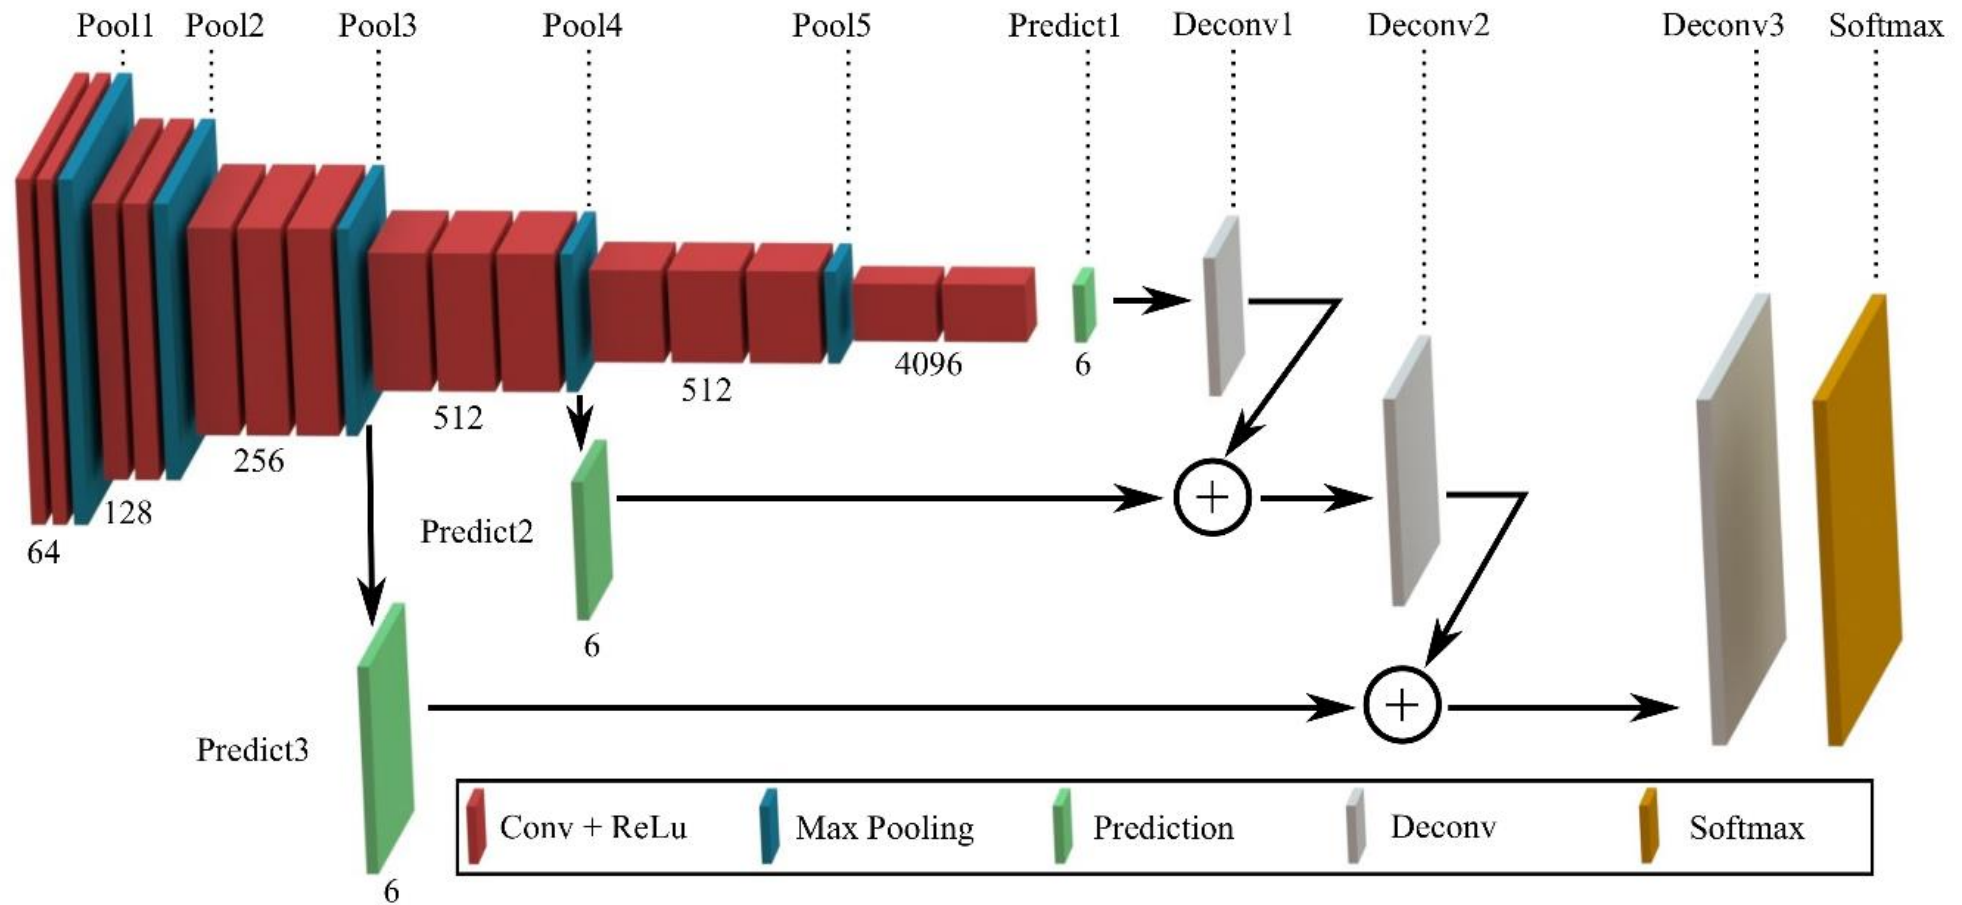 Pool1 Pool2 Pool3 Pool4 Pool5 Predict1 Deconv1 Deconv2 Deconv3 Softmax
4096 6
512
512
256
128
64
Predict2
6
Predict3
6
Conv + ReLu Max Pooling Prediction Deconv Softmax